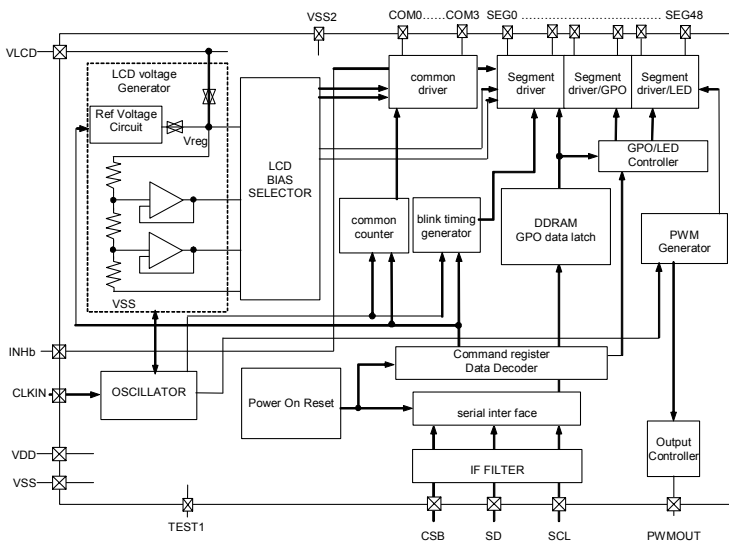 VSS2
COM0......COM3
SEG0 ..................... SEG48
VLCD
LCD voltage
Generator
Ref Voltage
Circuit
Vreg
VSS
LCD
BIAS
SELECTOR
common
driver
Segment
driver
Segment
driver/GPO
Segment
driver/LED
GPO/LED
Controller
common
counter
blink timing
generator
DDRAM
GPO data latch
PWM
Generator
INHb
CLKIN
OSCILLATOR
Command register
Data Decoder
Power On Reset
serial inter face
VDD
VSS
IF FILTER
Output
Controller
TEST1
CSB
SD
SCL
PWMOUT